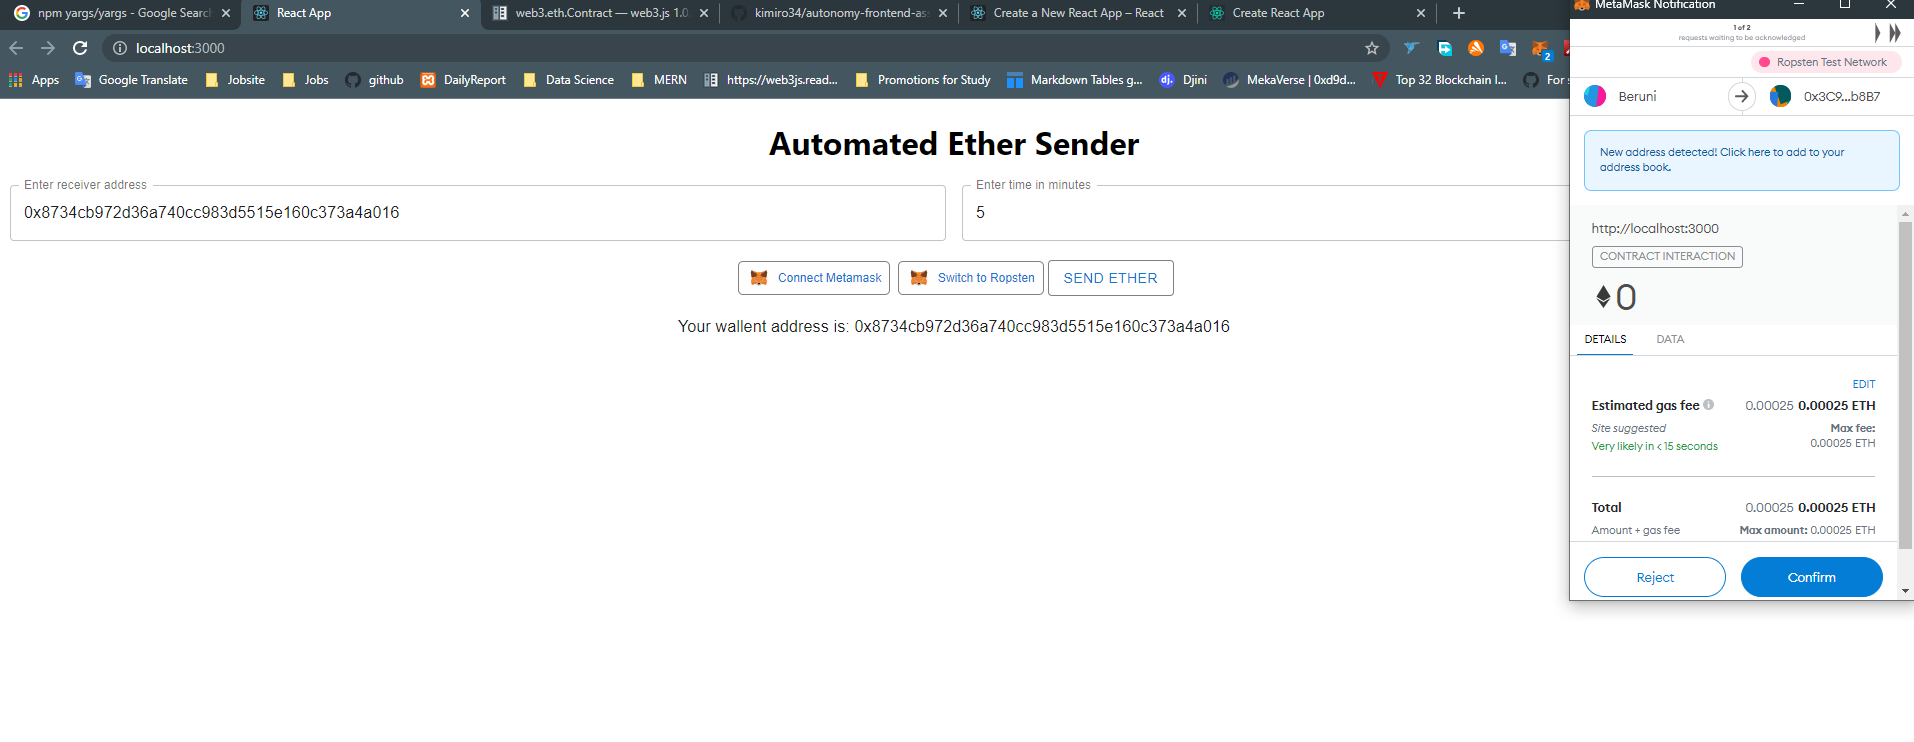 npm yargs/yargs - Google Searc
React App
web3.eth.Contract — web3.js 1.0.
kimiro34/autonomy-frontend-ass
Create a New React App – React
Create React App
localhost:3000
2
Apps
Google Translate
Jobsite
Jobs
github
DailyReport
Data Science
MERN
https://web3js.read...
Promotions for Study
Markdown Tables g...
dj.
Djini
MekaVerse | 0xd9d...
Top 32 Blockchain I...
For s
Automated Ether Sender
Enter receiver address
0x8734cb972d36a740cc983d5515e160c373a4a016
Enter time in minutes
5
Connect Metamask
Switch to Ropsten
SEND ETHER
Your wallent address is: 0x8734cb972d36a740cc983d5515e160c373a4a016
MetaMask Notification
1 of 2
requests waiting to be acknowledged
Ropsten Test Network
Beruni
0x3C9...b8B7
New address detected! Click here to add to your
address book.
http://localhost:3000
CONTRACT INTERACTION
0
DETAILS
DATA
EDIT
Estimated gas fee
0.00025 0.00025 ETH
Site suggested
Max fee:
Very likely in < 15 seconds
0.00025 ETH
Total
0.00025 0.00025 ETH
Amount + gas fee
Max amount: 0.00025 ETH
Reject
Confirm